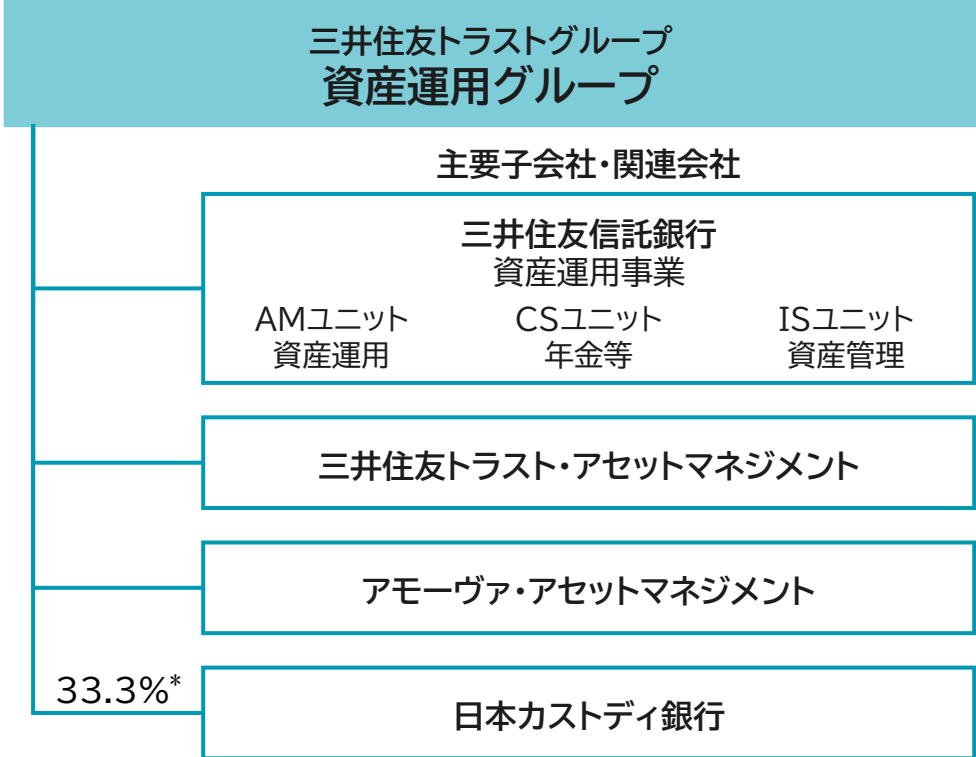 三井住友トラストグループ
資産運用グループ
主要子会社・関連会社
三井住友信託銀行
資産運用事業
AMユニット CSユニット ISユニット
資産運用 年金等 資産管理
三井住友トラスト・アセットマネジメント
アモーヴァ・アセットマネジメント
33.3%*
日本カストディ銀行